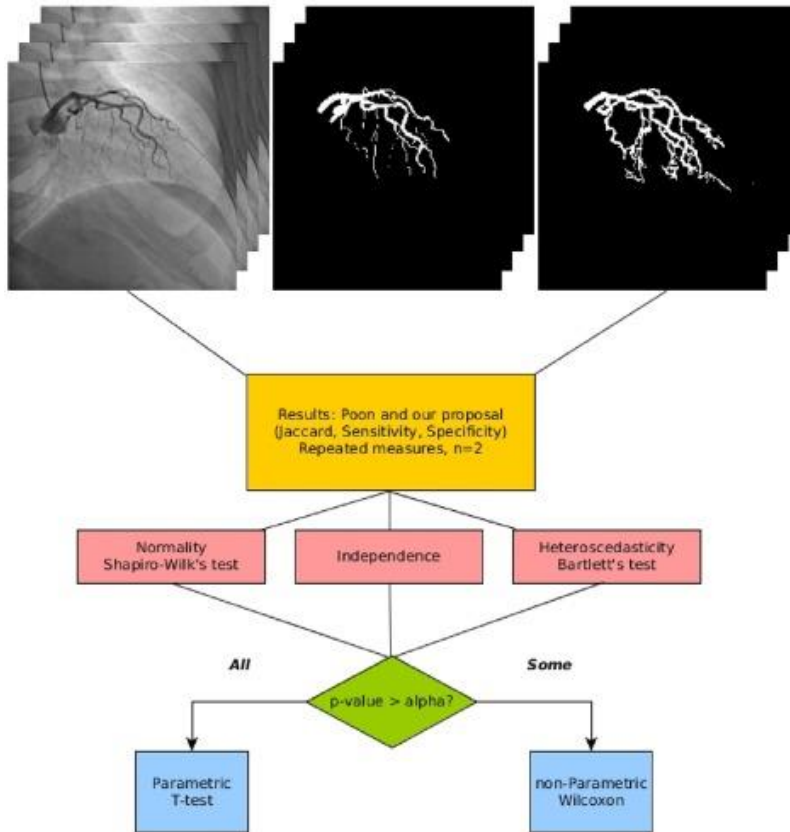 Results: Poon and our proposal
(Jaccard, Sensitivity, Specificity)
Repeated measures, n=2
Normality
Shapiro-Wilk's test
Independence
Heteroscedasticity
Bartlett's test
All
Some
p-value > alpha?
Parametric
T-test
non-Parametric
Wilcoxon